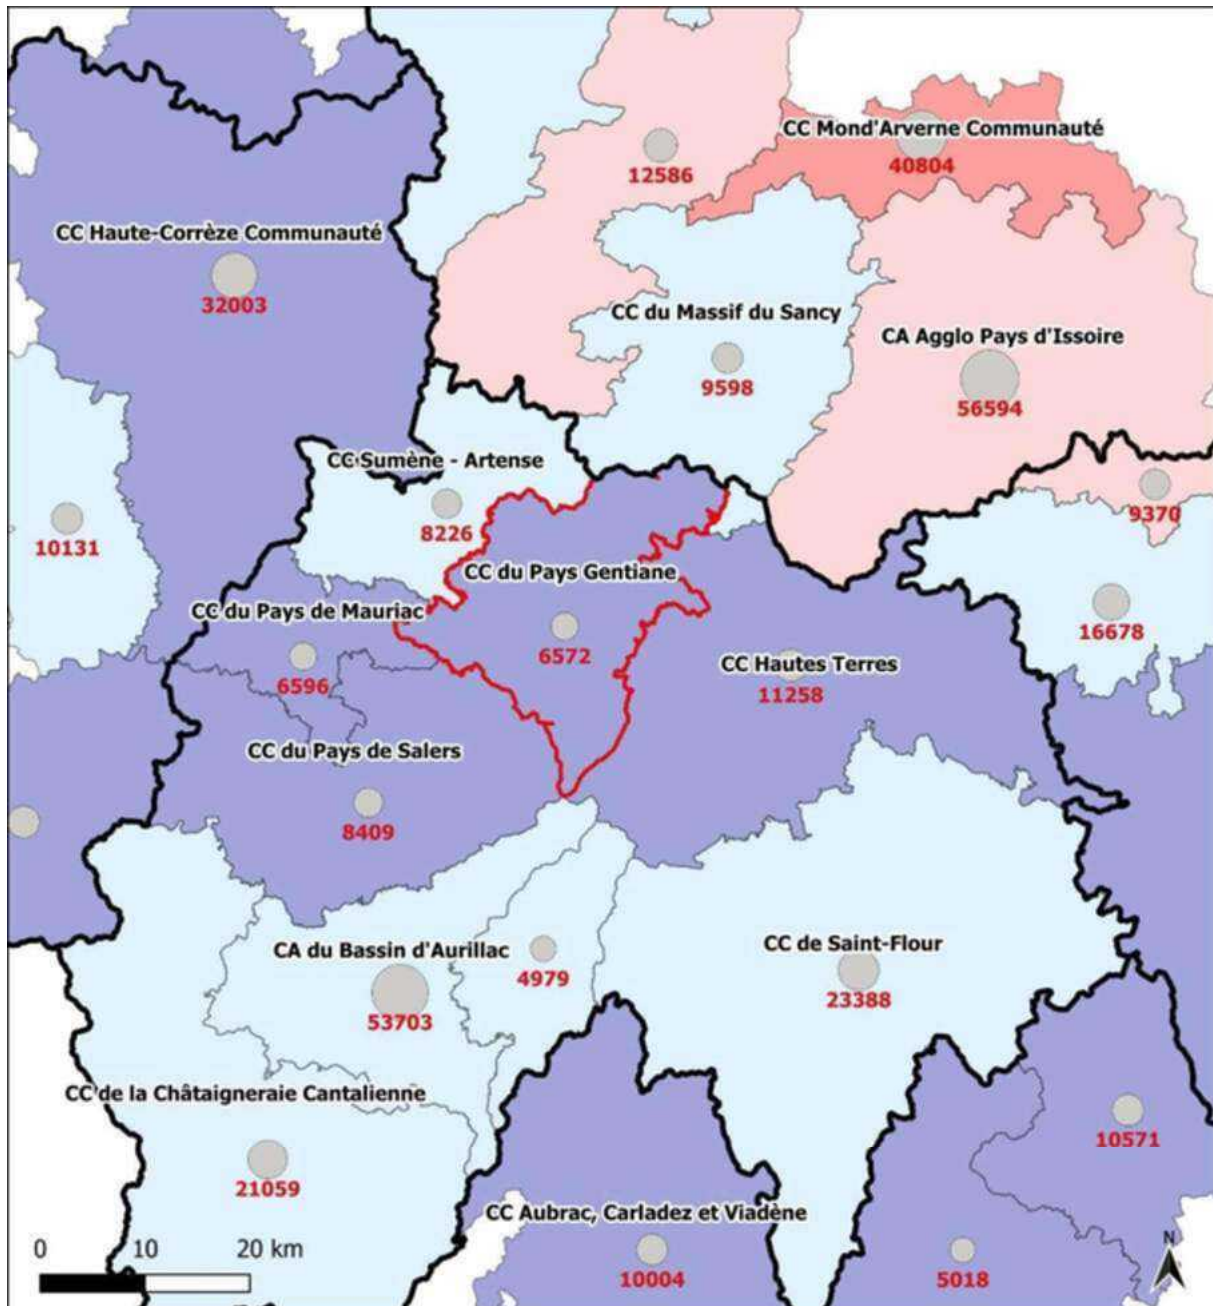 CC Mond'Arverne Communauté
40804
12586
CC Haute-Corrèze Communauté
32003
CC du Massif du Sancy
9598
CA Agglo Pays d'Issoire
56594
CC Sumène - Artense
8226
9370
10131
CC du Pays Gentiane
6572
CC du Pays de Mauriac
6596
16678
CC Hautes Terres
11258
CC du Pays de Salers
8409
CA du Bassin d'Aurillac
53703
4979
CC de Saint-Flour
23388
CC de la Châtaigneraie Cantalienne
21059
10571
CC Aubrac, Carladez et Viadène
10004
5018
0 10 20 km
N